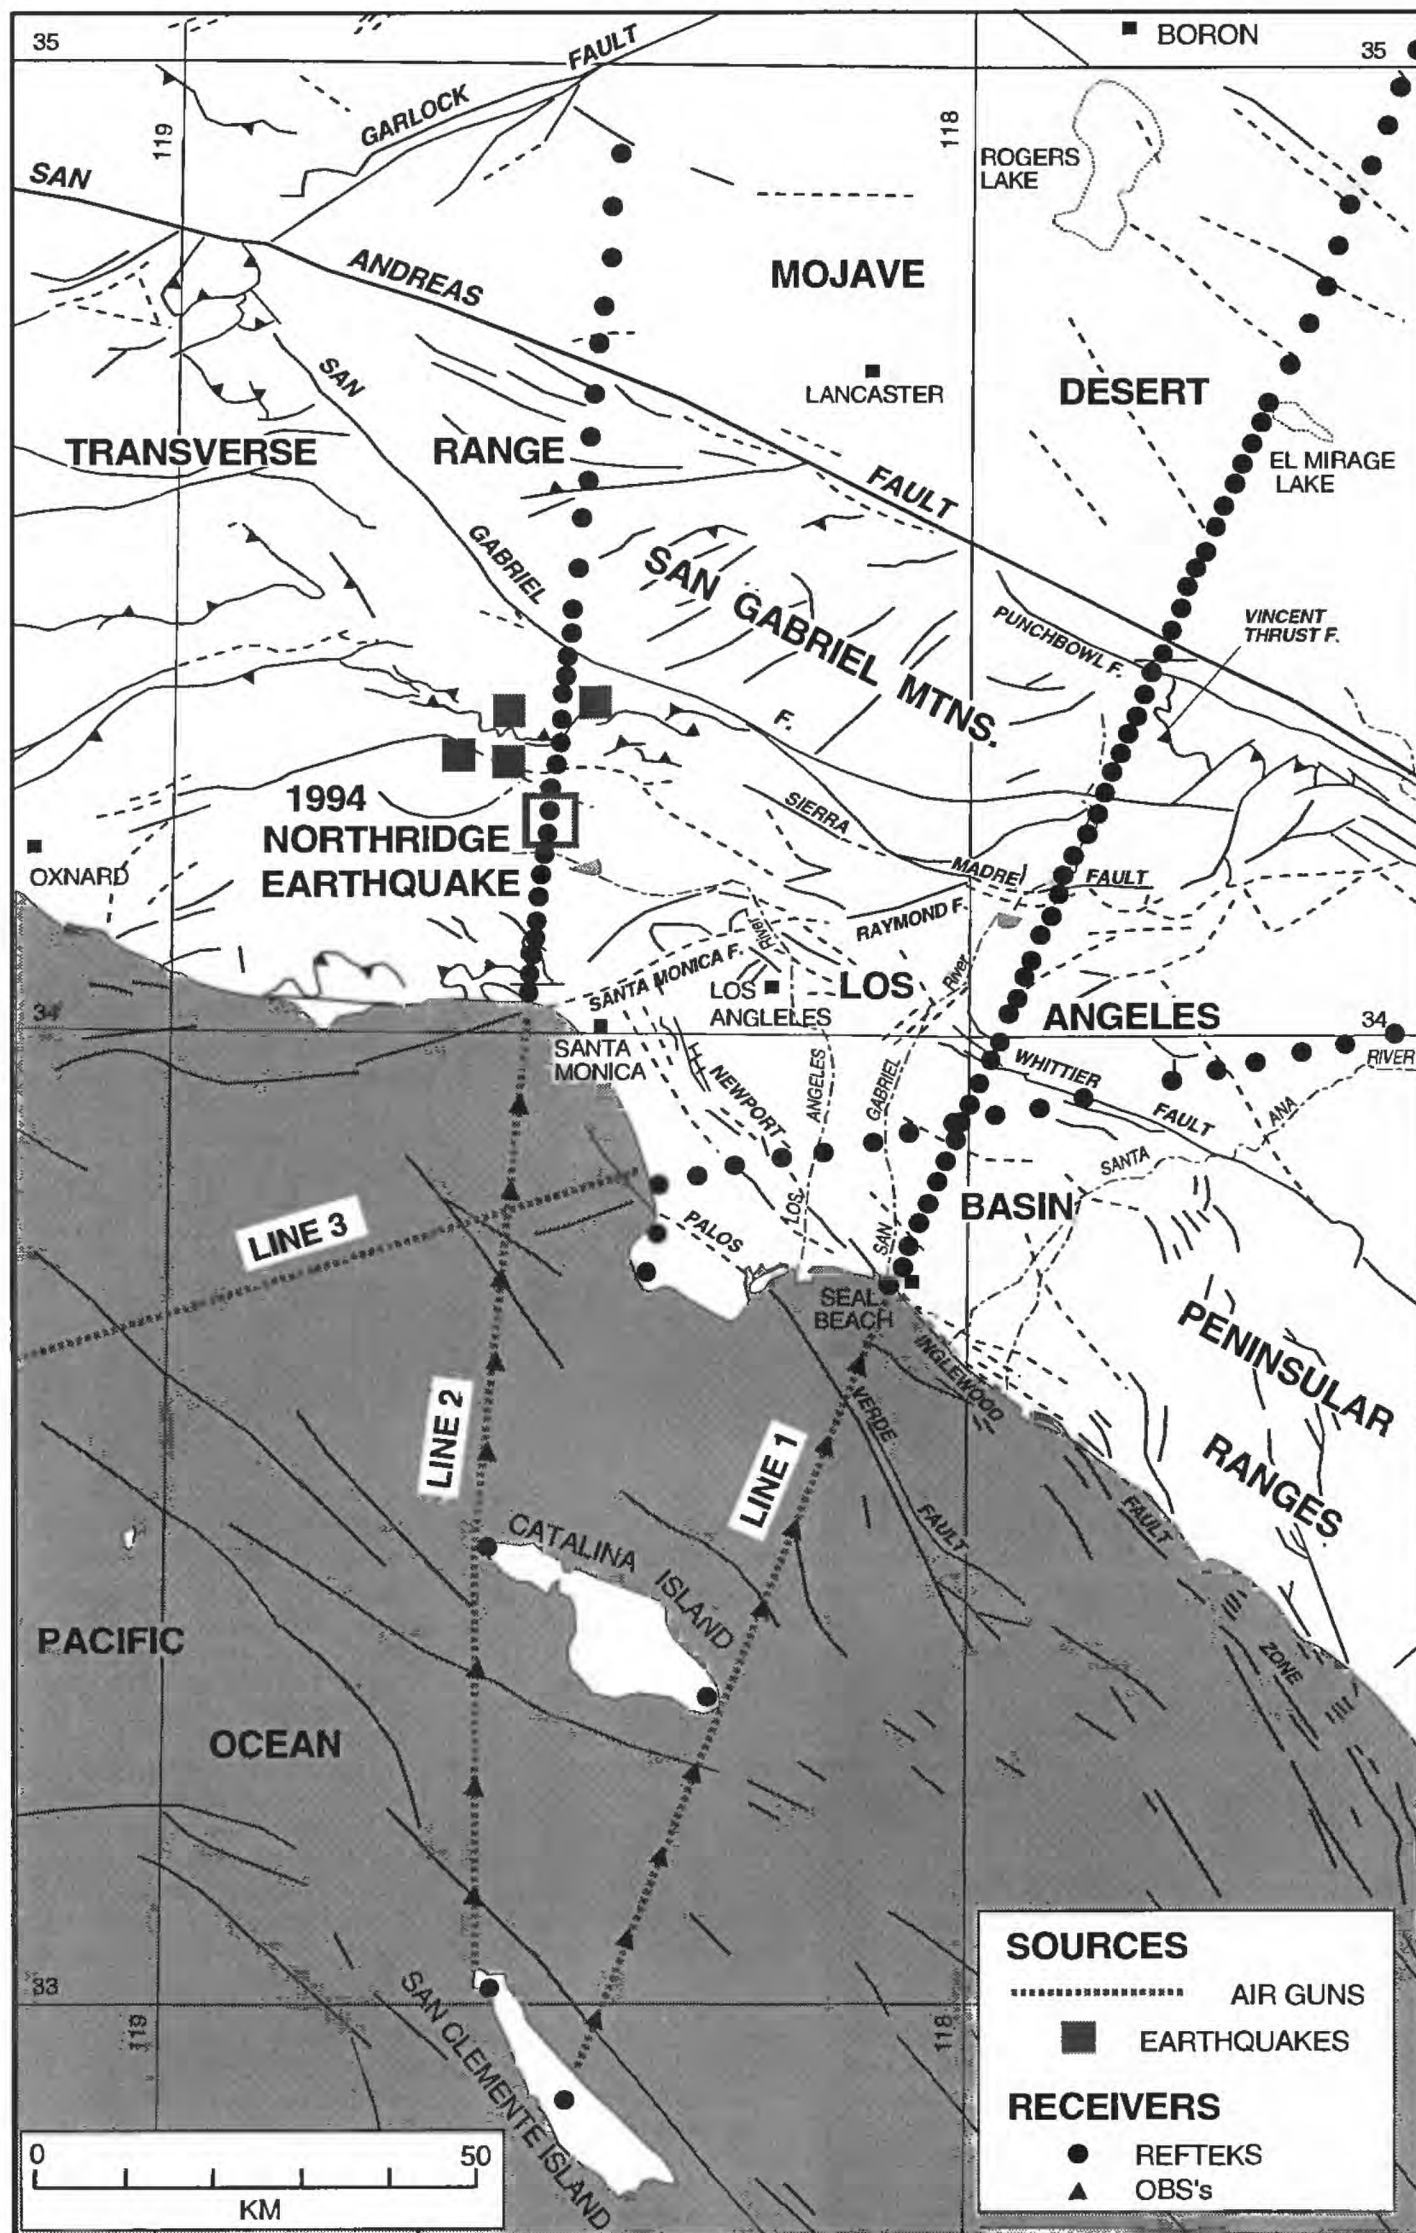 35
BORON
35
GARLOCK
FAULT
119
118
ROGERS
LAKE
SAN
ANDREAS
FAULT
MOJAVE
DESERT
LANCASTER
SAN
GABRIEL
F.
TRANSVERSE
RANGE
EL MIRAGE
LAKE
SAN GABRIEL MTNS.
PUNCHBOWL F.
VINCENT
THRUST F.
1994
NORTHRIDGE
EARTHQUAKE
OXNARD
SIERRA
MADRE
FAULT
RAYMOND F.
SANTA MONICA F.
River
River
LOS
ANGLELES
LOS
ANGELES
BASIN
34
34
SANTA
MONICA
NEWPORT
LOS
ANGELES
SAN
GABRIEL
WHITTIER
FAULT
SANTA
ANA
RIVER
LINE 3
PALOS
SEAL
BEACH
INGLEWOOD
VERDE
FAULT
FAULT
ZONE
PENINSULAR
RANGES
LINE 2
LINE 1
CATALINA
ISLAND
PACIFIC
OCEAN
33
119
118
SAN CLEMENTE ISLAND
SOURCES
AIR GUNS
EARTHQUAKES
RECEIVERS
REFTEKS
OBS's
0
50
KM